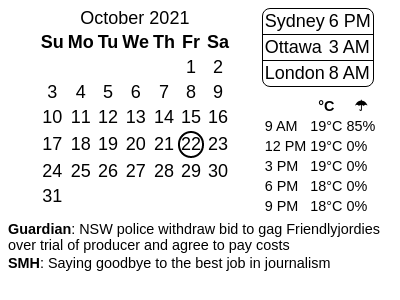 October 2021
Su Mo Tu We Th Fr Sa
1 2
3 4 5 6 7 8 9
10 11 12 13 14 15 16
17 18 19 20 21 22 23
24 25 26 27 28 29 30
31
Sydney 6 PM
Ottawa 3 AM
London 8 AM
°C ☂
9 AM 19°C 85%
12 PM 19°C 0%
3 PM 19°C 0%
6 PM 18°C 0%
9 PM 18°C 0%
Guardian: NSW police withdraw bid to gag Friendlyjordies
over trial of producer and agree to pay costs
SMH: Saying goodbye to the best job in journalism